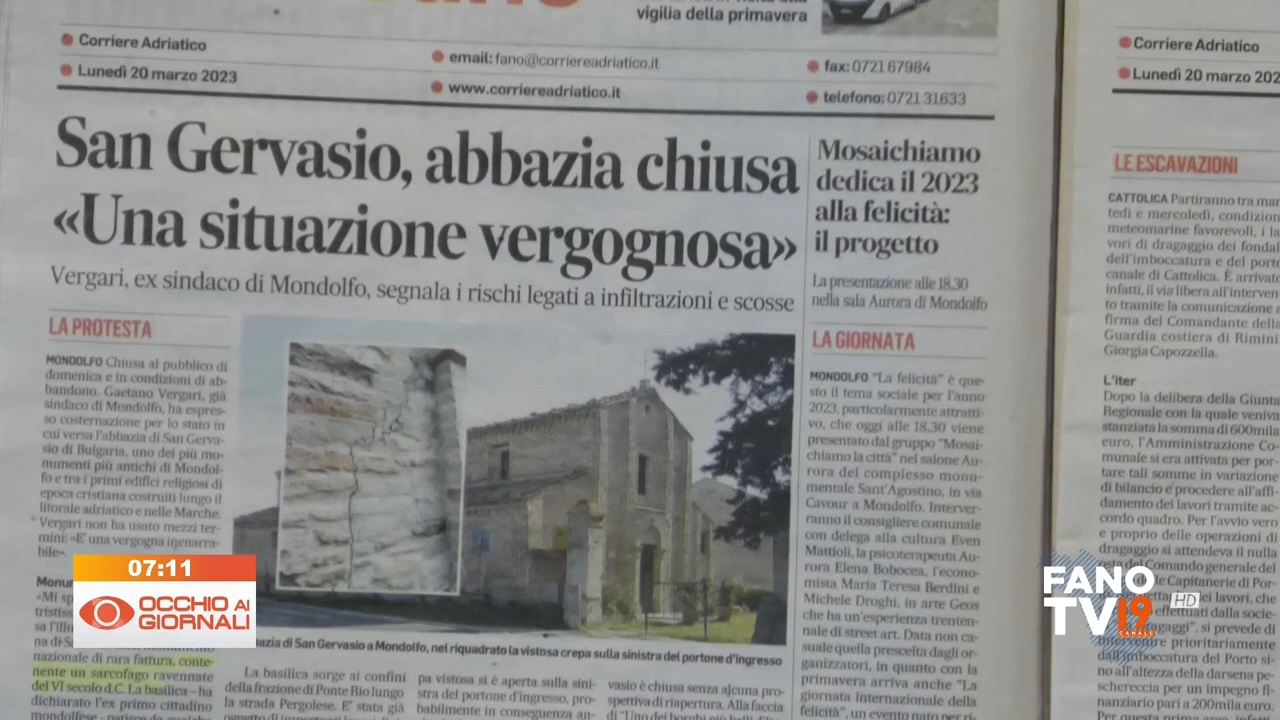 vigilia della primavera
Corriere Adriatico
Lunedì 20 marzo 2023
email: fano@corriereadriatico.it
www.corriereadriatico.it
fax: 0721 67984
telefono: 0721 31633
San Gervasio, abbazia chiusa
«Una situazione vergognosa»
Vergari, ex sindaco di Mondolfo, segnala i rischi legati a infiltrazioni e scosse
LA PROTESTA
MONDOLFO Chiusa al pubblico di
domenica e in condizioni di ab-
bandono. Gaetano Vergari, già
sindaco di Mondolfo, ha espres-
so costernazione per lo stato in
cui versa l'abbazia di San Gerva-
sio di Bulgaria, uno dei più mo-
numenti più antichi di Mondol-
fo e tra i primi edifici religiosi di
epoca cristiana costruiti lungo il
litorale adriatico e nelle Marche.
Vergari non ha usato mezzi ter-
mini: «E' una vergogna inenarra-
bile».
nazionale di rara fattura, conte-
nente un sarcofago ravennate
del VI secolo d.C. La basilica – ha
dichiarato l'ex primo cittadino
mondolfese
azia di San Gervasio a Mondolfo, nel riquadrato la vistosa crepa sulla sinistra del portone d'ingresso
La basilica sorge ai confini
della frazione di Ponte Rio lungo
la strada Pergolese. E' stata già
pa vistosa si è aperta sulla sini-
stra del portone d'ingresso, pro-
babilmente in conseguenza
vasio è chiusa senza alcuna pro-
spettiva di riapertura. Alla faccia
Mosaichiamo
dedica il 2023
alla felicità:
il progetto
La presentazione alle 18,30
nella sala Aurora di Mondolfo
LA GIORNATA
MONDOLFO "La felicità" è que-
sto il tema sociale per l'anno
2023, particolarmente attratti-
vo, che oggi alle 18,30 viene
presentato dal gruppo "Mosai-
chiamo la città" nel salone Au-
rora del complesso monu-
mentale Sant'Agostino, in via
Cavour a Mondolfo. Interver-
ranno il consigliere comunale
con delega alla cultura Even
Mattioli, la psicoterapeuta Au-
rora Elena Bobocea, l'econo-
mista Maria Teresa Berdini e
Michele Droghi, in arte Geos
che ha un'esperienza trenten-
nale di street art. Data non ca-
suale quella prescelta dagli or-
ganizzatori, in quanto con la
primavera arriva anche "La
giornata internazionale della
felicità", un evento nato per ri-
Corriere Adriatico
Lunedì 20 marzo 202
LE ESCAVAZIONI
CATTOLICA Partiranno tra mar
tedì e mercoledì, condizion
meteomarine favorevoli, i la
vori di dragaggio dei fondal
dell'imboccatura e del porto
canale di Cattolica. È arrivato
infatti, il via libera all'interven
to tramite la comunicazione a
firma del Comandante della
Guardia costiera di Rimini
Giorgia Capozzella.
L'iter
Dopo la delibera della Giunta
Regionale con la quale veniva
stanziata la somma di 600mila
euro, l'Amministrazione Co-
munale si era attivata per por-
tare tali somme in variazione
di bilancio e procedere all'affi-
damento dei lavori tramite ac-
cordo quadro. Per l'avvio vero
e proprio delle operazioni di
dragaggio si attendeva il nulla
osta del Comando generale del
le Capitanerie di Por-
dei lavori, che
effettuati dalla socie-
si prevede di
intervenire prioritariamente
dall'imboccatura del Porto si-
no all'altezza della darsena pe-
schereccia per un impegno fi-
nanziario pari a 200mila euro.
07:11
OCCHIO AI
GIORNALI
FANO
TV19
CANALE
HD